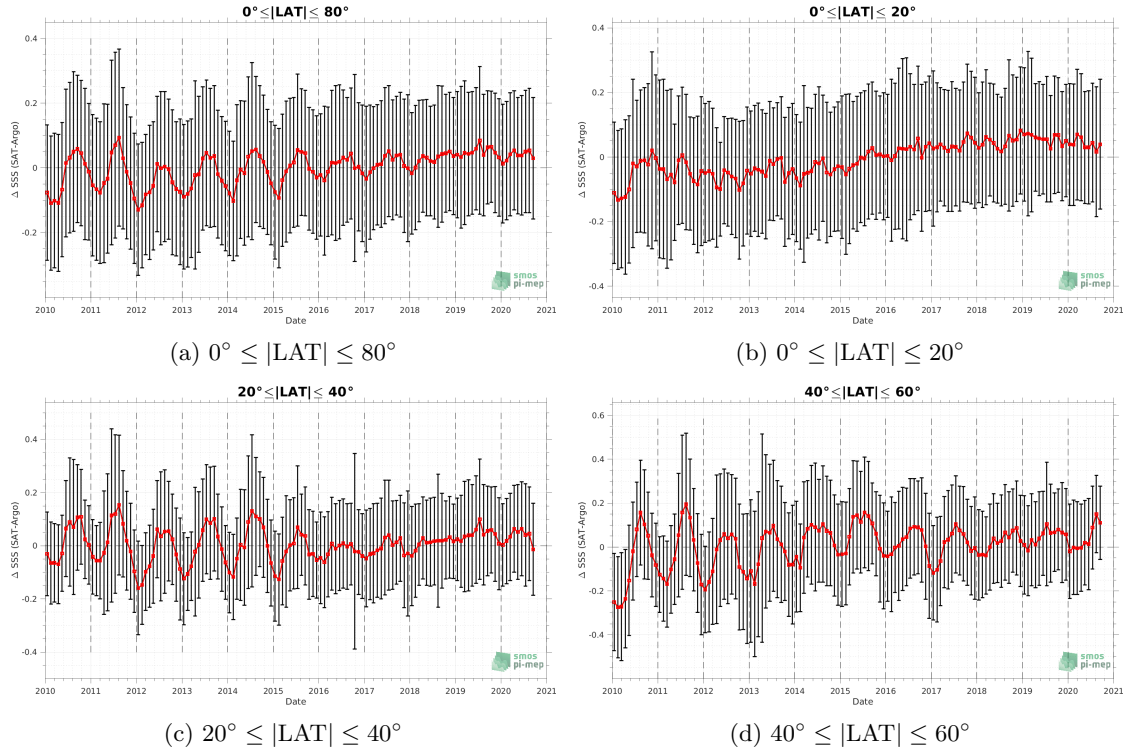 0°≤|LAT|≤ 80°
Δ SSS (SAT-Argo)
0.4
0.2
0
-0.2
2010 2011 2012 2013 2014 2015 2016 2017 2018 2019 2020 2021
Date
smos
pi-mep
(a) 0° ≤ |LAT| ≤ 80°
0°≤|LAT|≤ 20°
Δ SSS (SAT-Argo)
0.4
0.2
0
-0.2
-0.4
2010 2011 2012 2013 2014 2015 2016 2017 2018 2019 2020 2021
Date
smos
pi-mep
(b) 0° ≤ |LAT| ≤ 20°
20°≤|LAT|≤ 40°
Δ SSS (SAT-Argo)
0.4
0.2
0
-0.2
-0.4
2010 2011 2012 2013 2014 2015 2016 2017 2018 2019 2020 2021
Date
smos
pi-mep
(c) 20° ≤ |LAT| ≤ 40°
40°≤|LAT|≤ 60°
Δ SSS (SAT-Argo)
0.6
0.4
0.2
0
-0.2
-0.4
2010 2011 2012 2013 2014 2015 2016 2017 2018 2019 2020 2021
Date
smos
pi-mep
(d) 40° ≤ |LAT| ≤ 60°